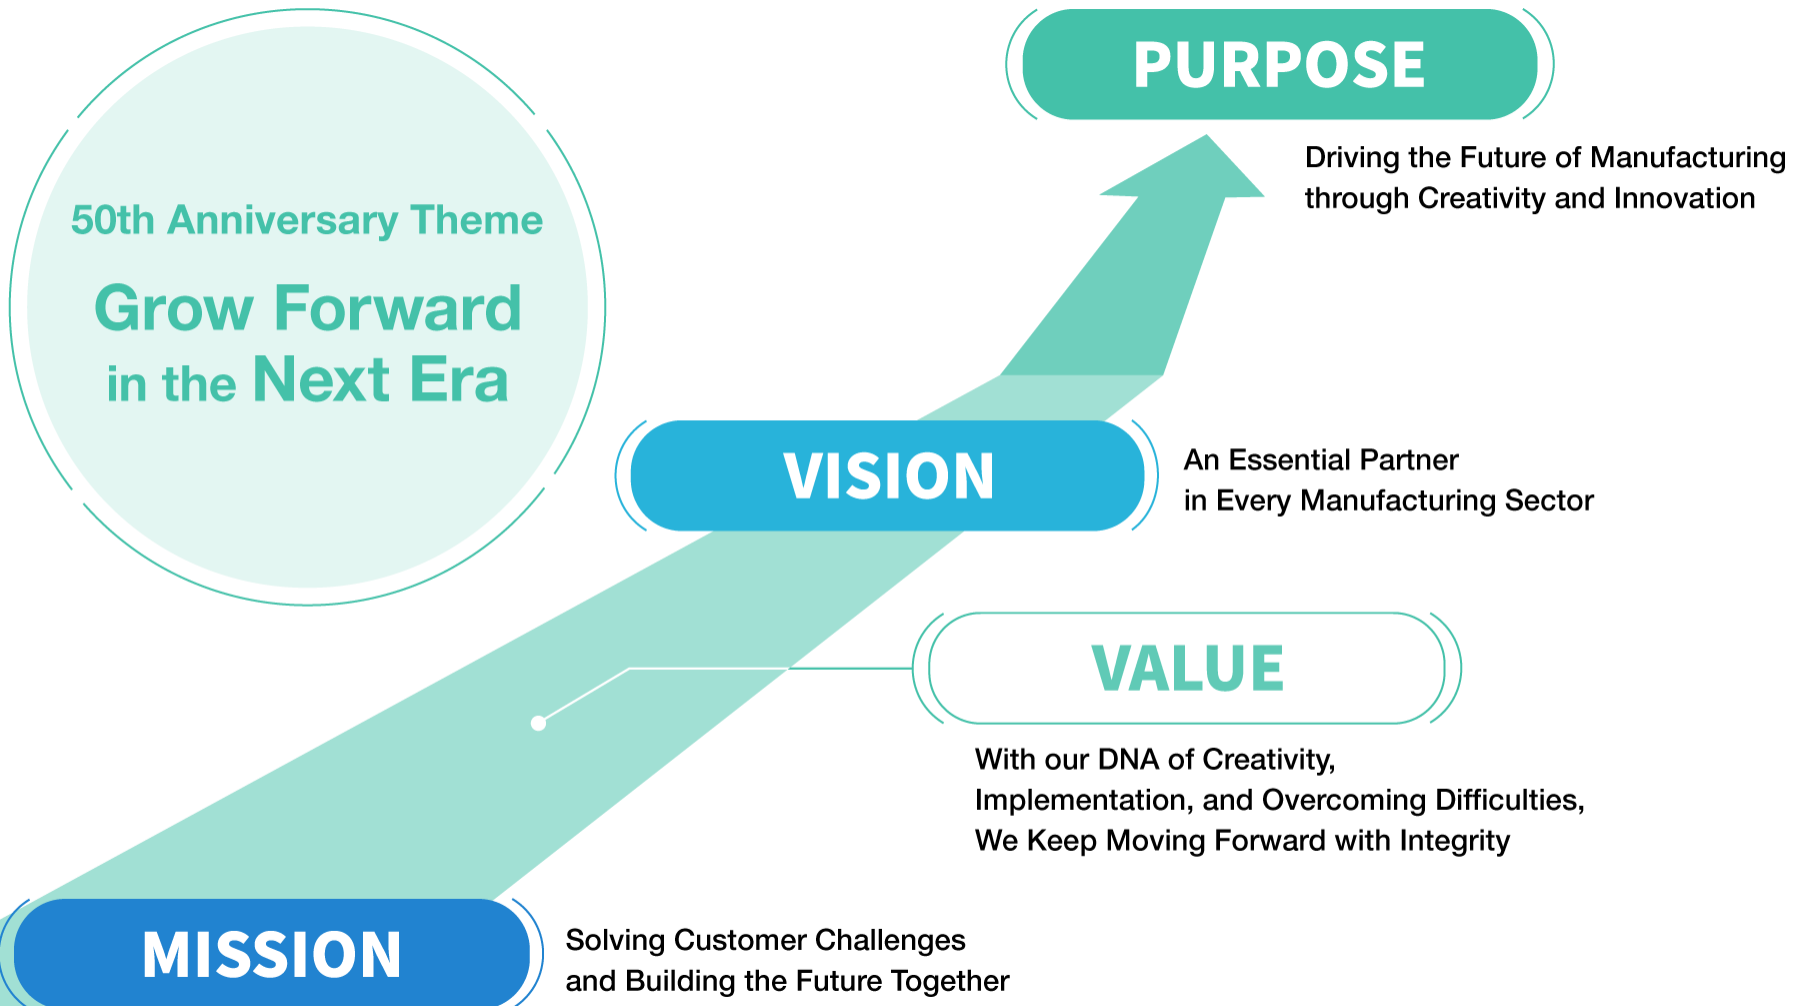 50th Anniversary Theme
Grow Forward
in the Next Era
PURPOSE
Driving the Future of Manufacturing
through Creativity and Innovation
VISION
An Essential Partner
in Every Manufacturing Sector
VALUE
With our DNA of Creativity,
Implementation, and Overcoming Difficulties,
We Keep Moving Forward with Integrity
MISSION
Solving Customer Challenges
and Building the Future Together